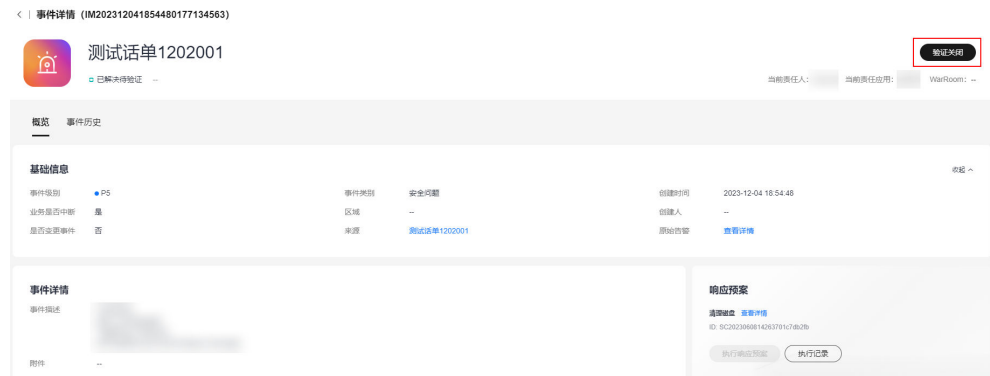 事件详情（IM20231204185448017713​4563）
测试话单1202001
验证关闭
已解决待验证 --
当前责任人： 当前责任应用： WarRoom： --
概览 事件历史
基础信息 收起
事件级别 P5 事件类别 安全问题 创建时间 2023-12-04 18:54:48
业务是否中断 是 区域 -- 创建人 --
是否变更事件 否 来源 测试话单1202001 原始告警 查看详情
事件详情 响应预案
事件描述 清理磁盘 查看详情
ID: SC2023060814263701c7db2fb
附件 -- 执行响应预案 执行记录